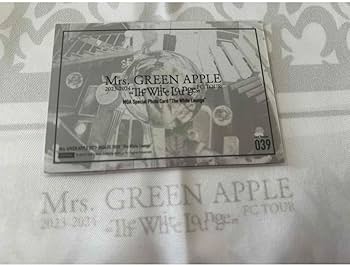 Mrs. GREEN APPLE
2023-2024 FC TOUR
"The White Lounge"
MGA Special Photo Card "The White Lounge"
039
Mrs. GREEN APPLE
2023-2024 FC TOUR
"The White Lounge"